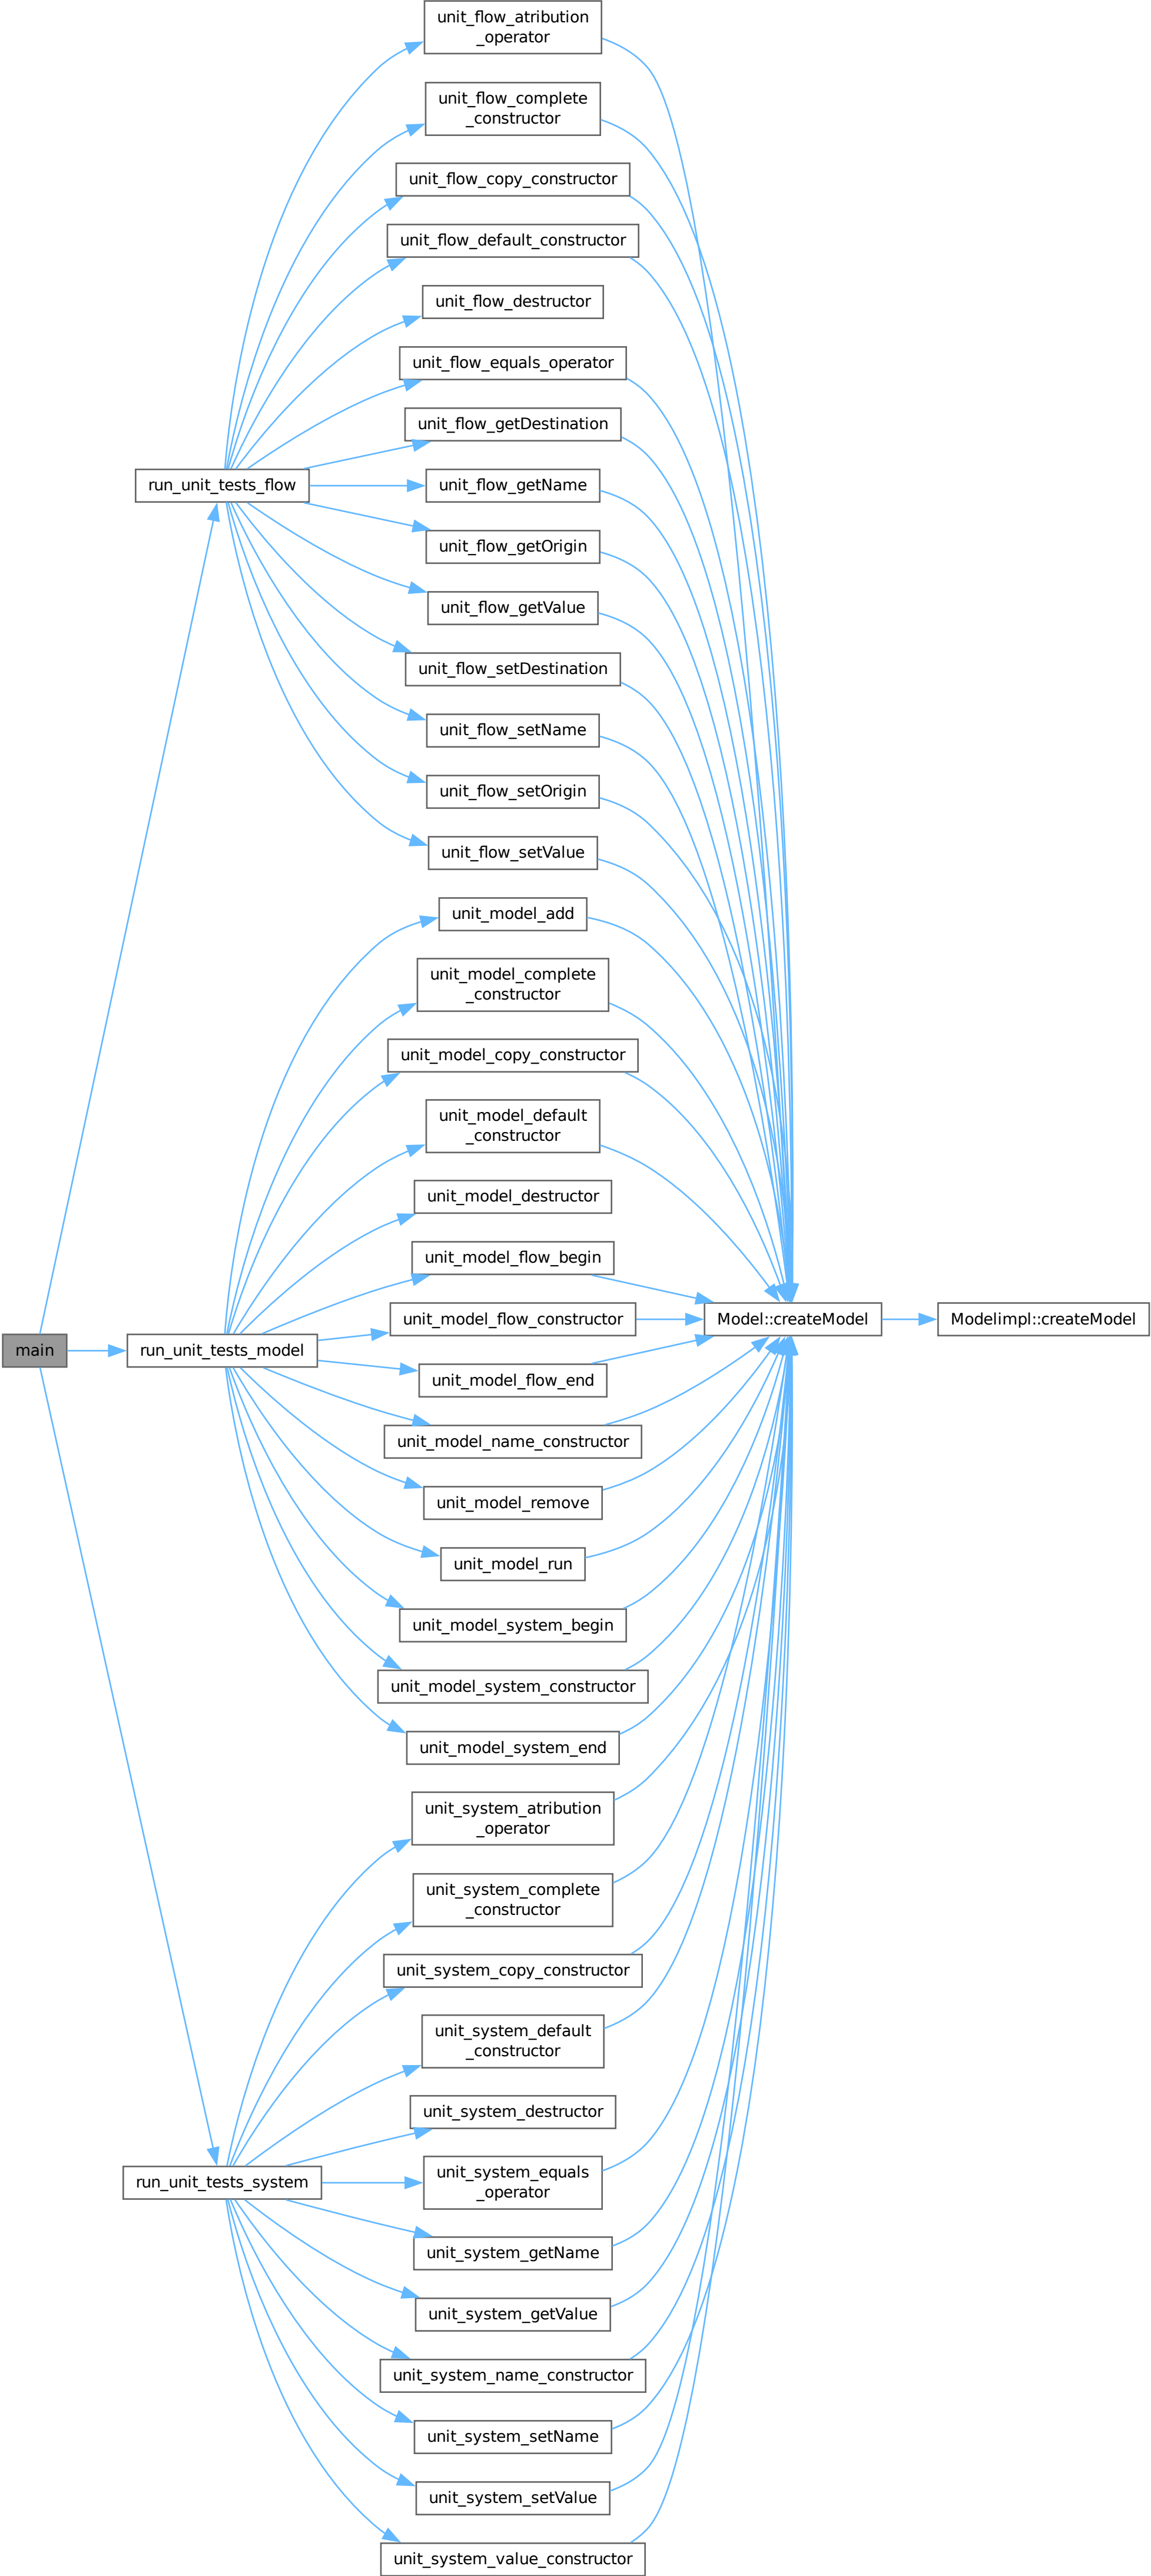 unit_flow_atribution
_operator
unit_flow_complete
_constructor
unit_flow_copy_constructor
unit_flow_default_constructor
unit_flow_destructor
unit_flow_equals_operator
unit_flow_getDestination
run_unit_tests_flow
unit_flow_getName
unit_flow_getOrigin
unit_flow_getValue
unit_flow_setDestination
unit_flow_setName
unit_flow_setOrigin
unit_flow_setValue
unit_model_add
unit_model_complete
_constructor
unit_model_copy_constructor
unit_model_default
_constructor
unit_model_destructor
unit_model_flow_begin
unit_model_flow_constructor
Model::createModel
Modelimpl::createModel
main
run_unit_tests_model
unit_model_flow_end
unit_model_name_constructor
unit_model_remove
unit_model_run
unit_model_system_begin
unit_model_system_constructor
unit_model_system_end
unit_system_atribution
_operator
unit_system_complete
_constructor
unit_system_copy_constructor
unit_system_default
_constructor
unit_system_destructor
run_unit_tests_system
unit_system_equals
_operator
unit_system_getName
unit_system_getValue
unit_system_name_constructor
unit_system_setName
unit_system_setValue
unit_system_value_constructor